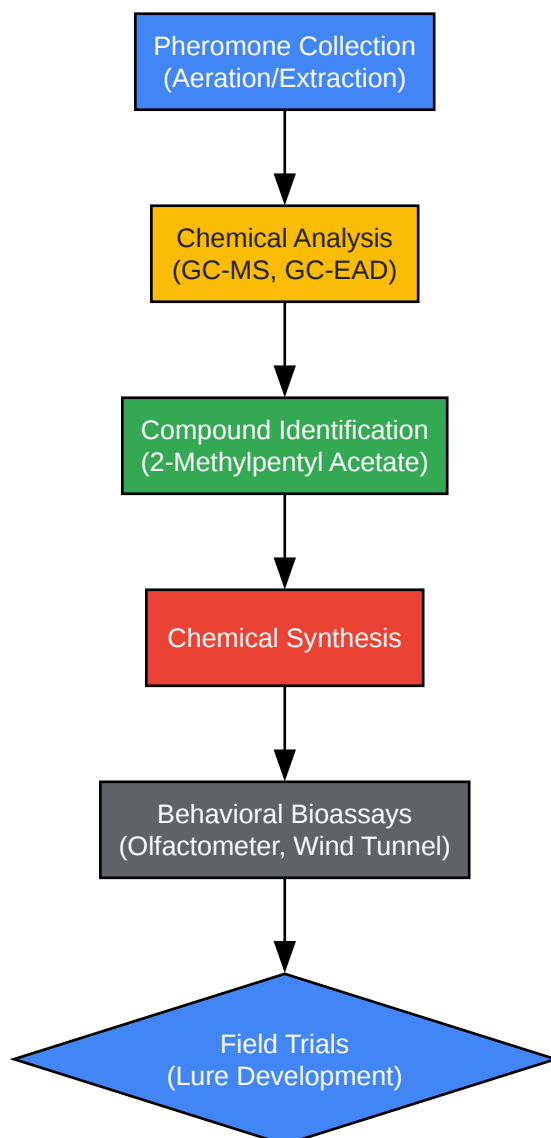 Pheromone Collection
(Aeration/Extraction)
Chemical Analysis
(GC-MS, GC-EAD)
Compound Identification
(2-Methylpentyl Acetate)
Chemical Synthesis
Behavioral Bioassays
(Olfactometer, Wind Tunnel)
Field Trials
(Lure Development)